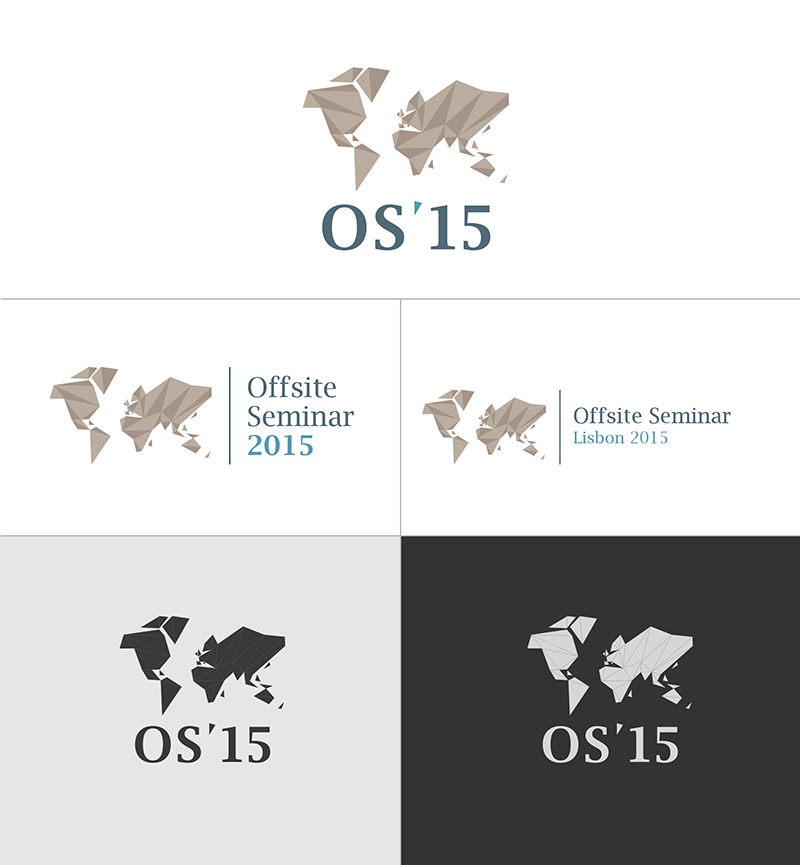 OS'15
Offsite
Seminar
2015
Offsite Seminar
Lisbon 2015
OS'15
OS'15